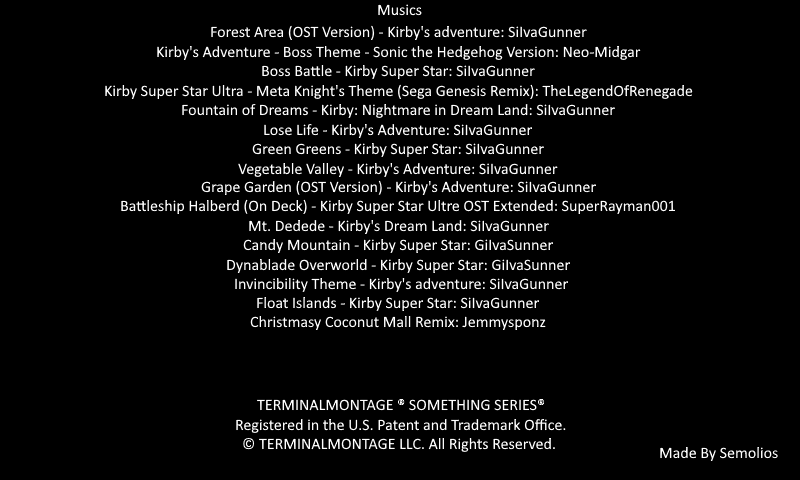 Musics
Forest Area (OST Version) - Kirby's adventure: SiIvaGunner
Kirby's Adventure - Boss Theme - Sonic the Hedgehog Version: Neo-Midgar
Boss Battle - Kirby Super Star: SiIvaGunner
Kirby Super Star Ultra - Meta Knight's Theme (Sega Genesis Remix): TheLegendOfRenegade
Fountain of Dreams - Kirby: Nightmare in Dream Land: SiIvaGunner
Lose Life - Kirby's Adventure: SiIvaGunner
Green Greens - Kirby Super Star: SiIvaGunner
Vegetable Valley - Kirby's Adventure: SiIvaGunner
Grape Garden (OST Version) - Kirby's Adventure: SiIvaGunner
Battleship Halberd (On Deck) - Kirby Super Star Ultre OST Extended: SuperRayman001
Mt. Dedede - Kirby's Dream Land: SiIvaGunner
Candy Mountain - Kirby Super Star: GiIvaSunner
Dynablade Overworld - Kirby Super Star: GiIvaSunner
Invincibility Theme - Kirby's adventure: SiIvaGunner
Float Islands - Kirby Super Star: SiIvaGunner
Christmasy Coconut Mall Remix: Jemmysponz
TERMINALMONTAGE ® SOMETHING SERIES®
Registered in the U.S. Patent and Trademark Office.
© TERMINALMONTAGE LLC. All Rights Reserved.
Made By Semolios